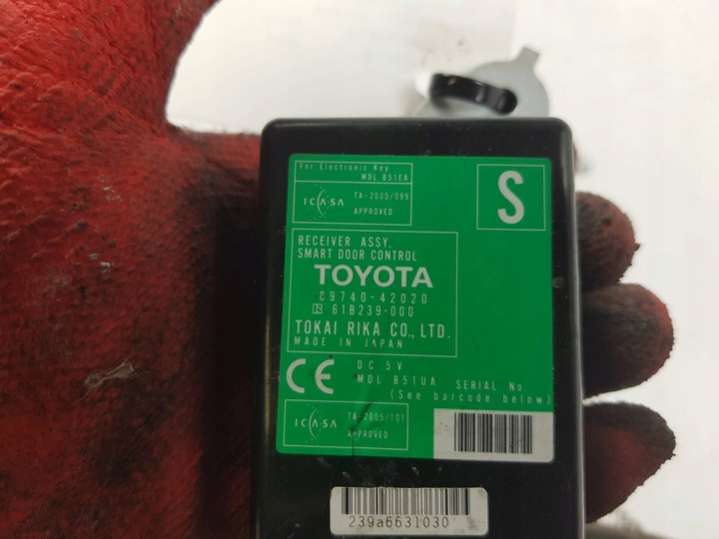 For Electronic Key
MDL B51EA
ICASA
TA-2005/099
APPROVED
S
RECEIVER ASSY,
SMART DOOR CONTROL
TOYOTA
89740-42020
R 61B239-000
TOKAI RIKA CO., LTD.
MADE IN JAPAN
CE
DC 5V
MDL B51UA SERIAL No.
(See barcode below)
ICASA
TA-2005/101
APPROVED
239a6631030